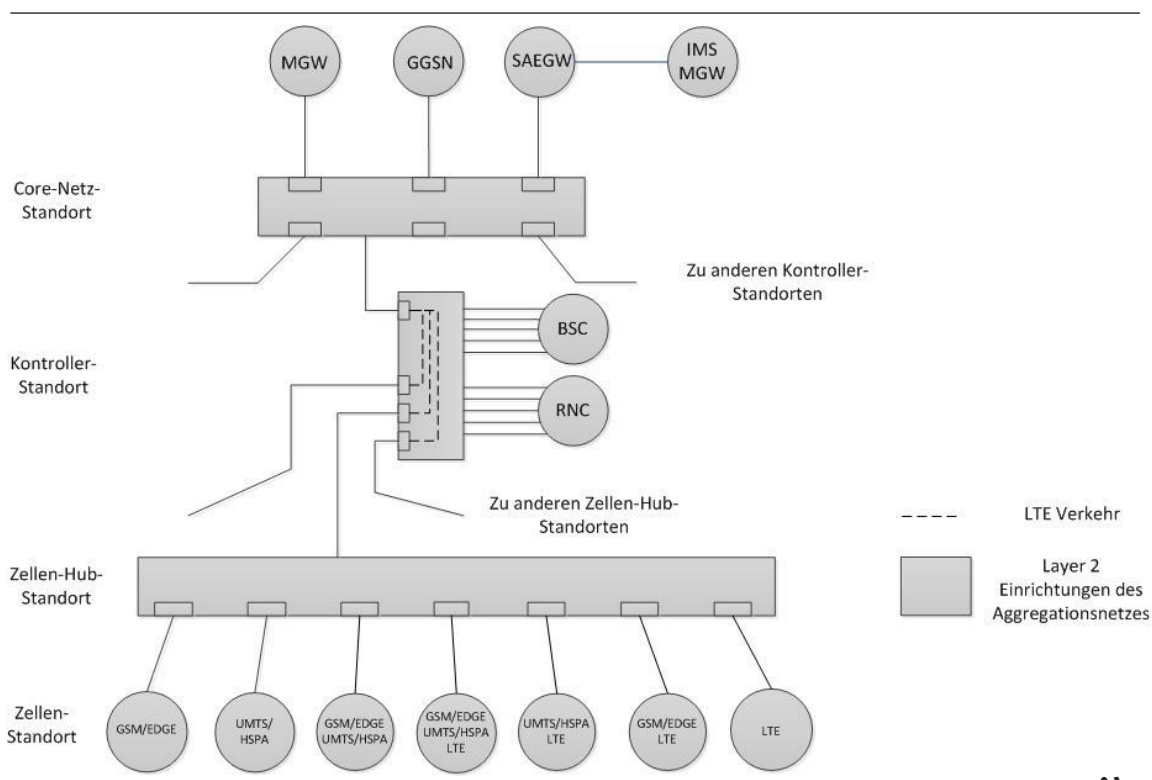 MGW
GGSN
SAEGW
IMS
MGW
Core-Netz-
Standort
Zu anderen Kontroller-
Standorten
BSC
Kontroller-
Standort
RNC
Zu anderen Zellen-Hub-
Standorten
LTE Verkehr
Zellen-Hub-
Standort
Layer 2
Einrichtungen des
Aggregationsnetzes
Zellen-
Standort
GSM/EDGE
UMTS/
HSPA
GSM/EDGE
UMTS/HSPA
GSM/EDGE
UMTS/HSPA
LTE
UMTS/HSPA
LTE
GSM/EDGE
LTE
LTE